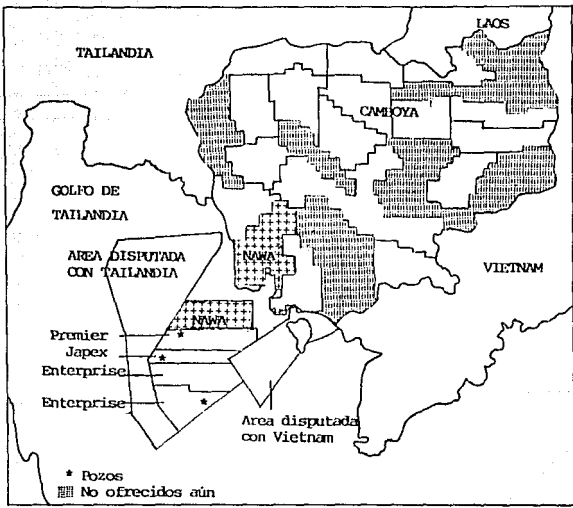 LAOS
TAILANDIA
CAMBOYA
GOLFO DE
TAILANDIA
AREA DISPUTADA
CON TAILANDIA
NAWA
VIETNAM
NAWA
Premier
Japex
Enterprise
Enterprise
Area disputada
con Vietnam
* Pozos
No ofrecidos aún